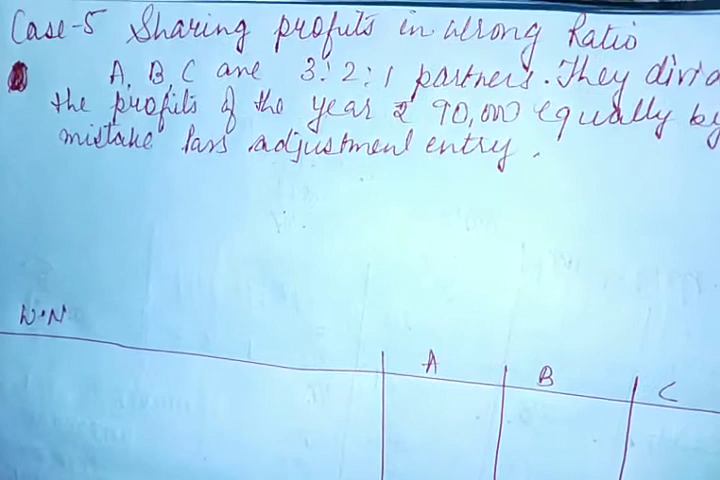 Case-5 Sharing profits in wrong Ratio
A, B, C are 3:2:1 partners. They divid
the profits of the year ₹ 90,000 equally by
mistake Pass adjustment entry.
W.N
A B C